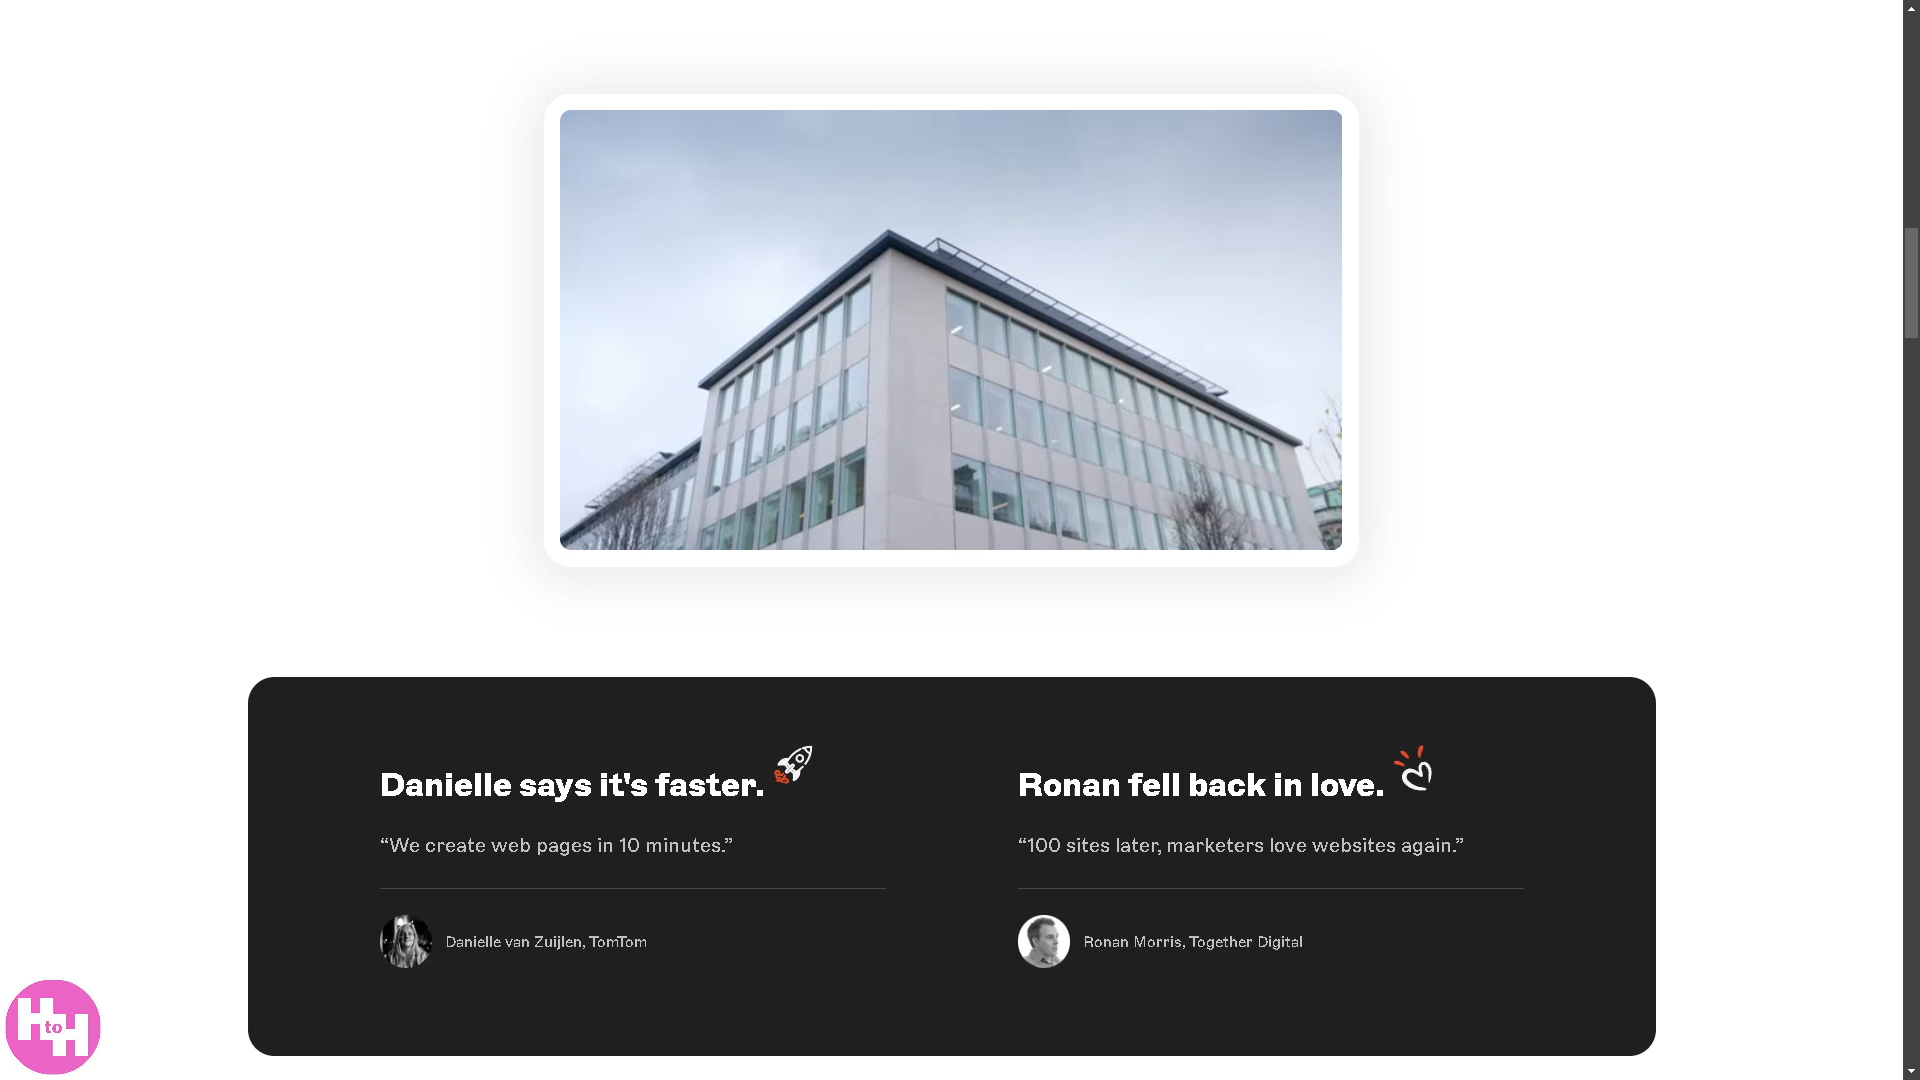 Danielle says it's faster.
“We create web pages in 10 minutes.”
Danielle van Zuijlen, TomTom
Ronan fell back in love.
“100 sites later, marketers love websites again.”
Ronan Morris, Together Digital
H to H